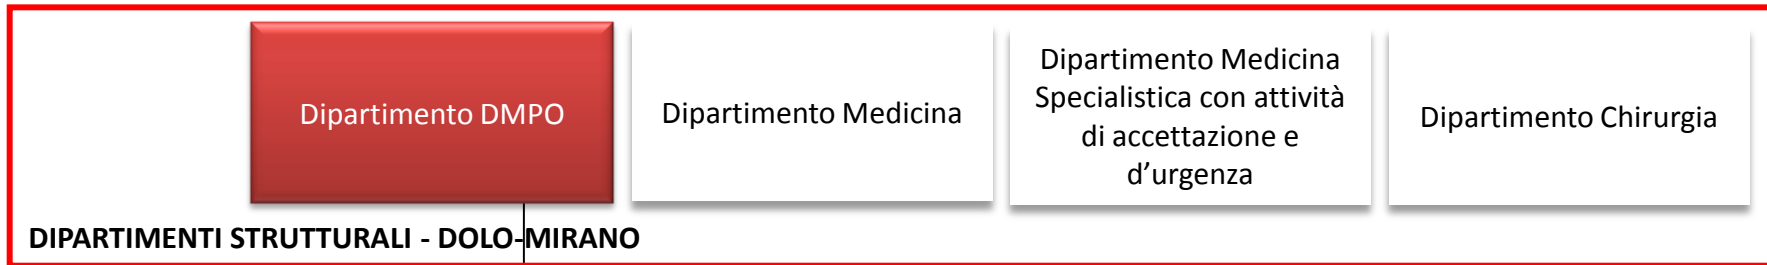 Dipartimento DMPO
Dipartimento Medicina
Dipartimento Medicina
Specialistica con attività
di accettazione e
d’urgenza
Dipartimento Chirurgia
DIPARTIMENTI STRUTTURALI - DOLO-MIRANO